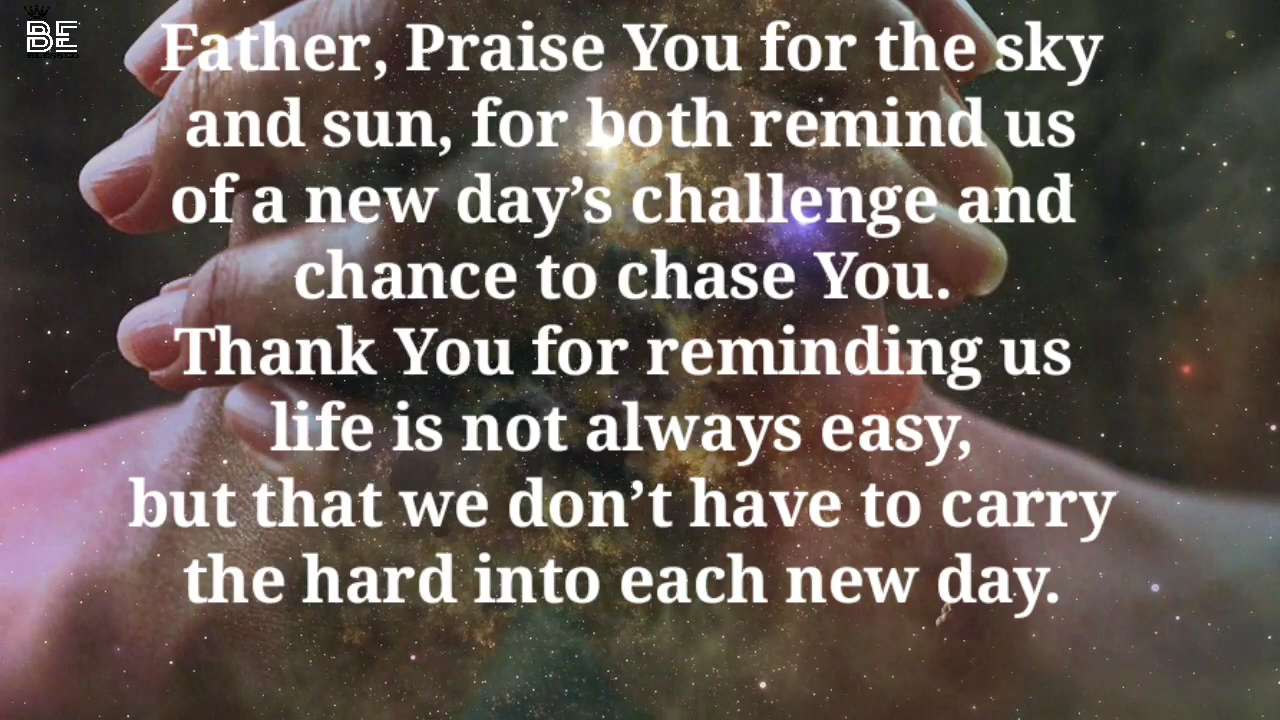 BE
Father, Praise You for the sky
and sun, for both remind us
of a new day’s challenge and
chance to chase You.
Thank You for reminding us
life is not always easy,
but that we don’t have to carry
the hard into each new day.